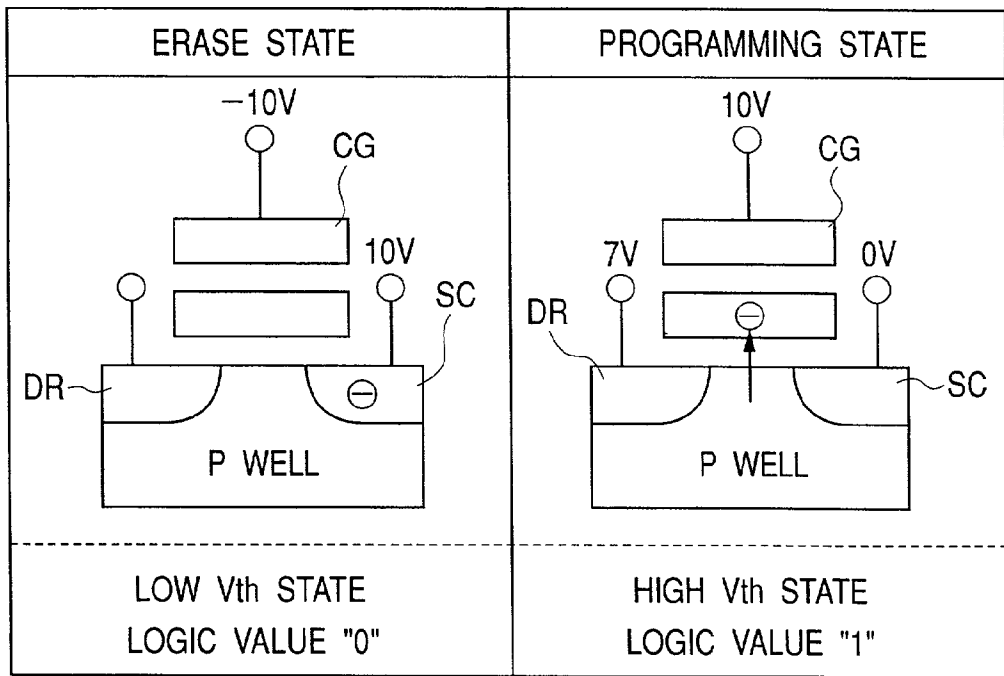 ERASE STATE
PROGRAMMING STATE
−10V
CG
10V
SC
DR
⊖
P WELL
10V
CG
7V
0V
DR
⊖
SC
P WELL
LOW Vth STATE
LOGIC VALUE "0"
HIGH Vth STATE
LOGIC VALUE "1"